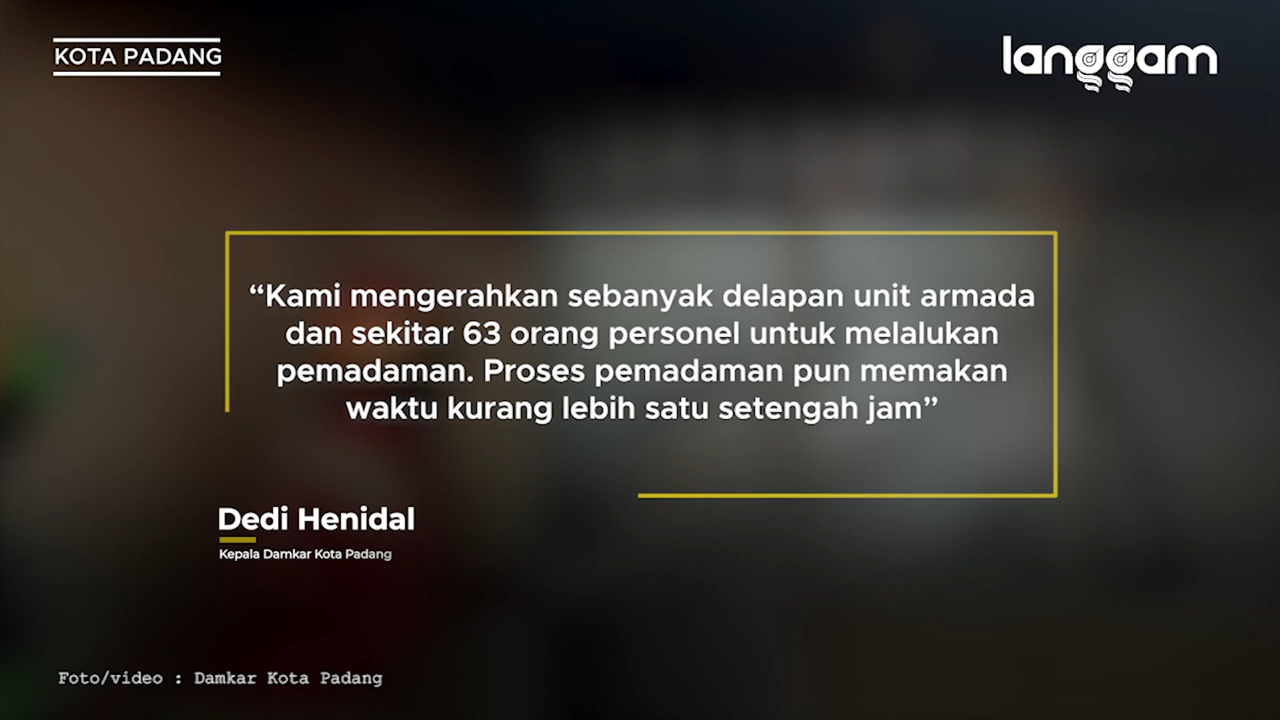 KOTA PADANG
langgam
“Kami mengerahkan sebanyak delapan unit armada
dan sekitar 63 orang personel untuk melalukan
pemadaman. Proses pemadaman pun memakan
waktu kurang lebih satu setengah jam”
Dedi Henidal
Kepala Damkar Kota Padang
Foto/video : Damkar Kota Padang